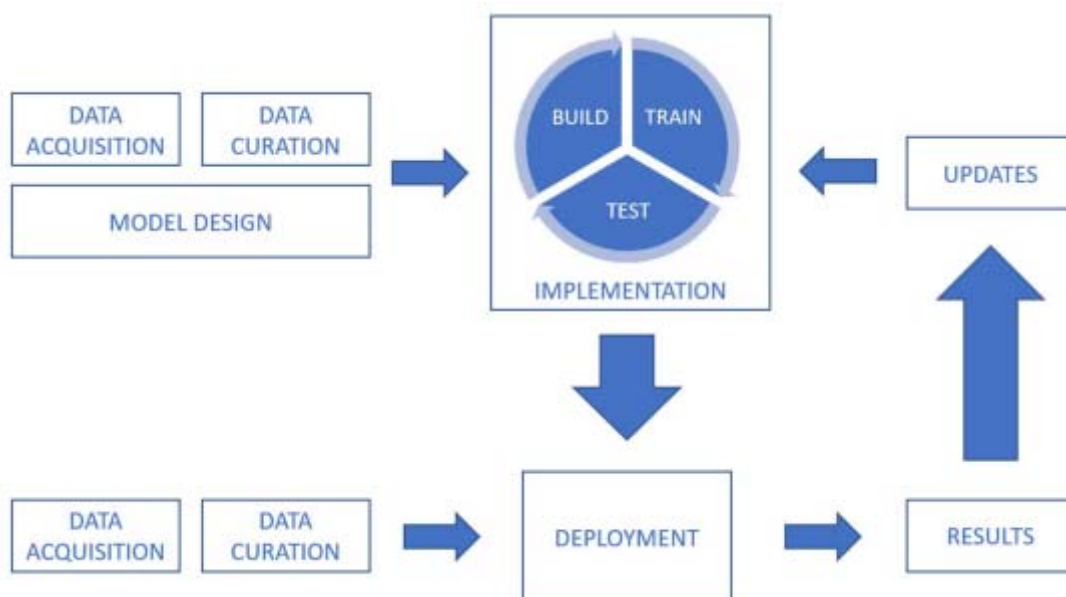 DATA
ACQUISITION
DATA
CURATION
MODEL DESIGN
BUILD
TRAIN
TEST
IMPLEMENTATION
UPDATES
DATA
ACQUISITION
DATA
CURATION
DEPLOYMENT
RESULTS